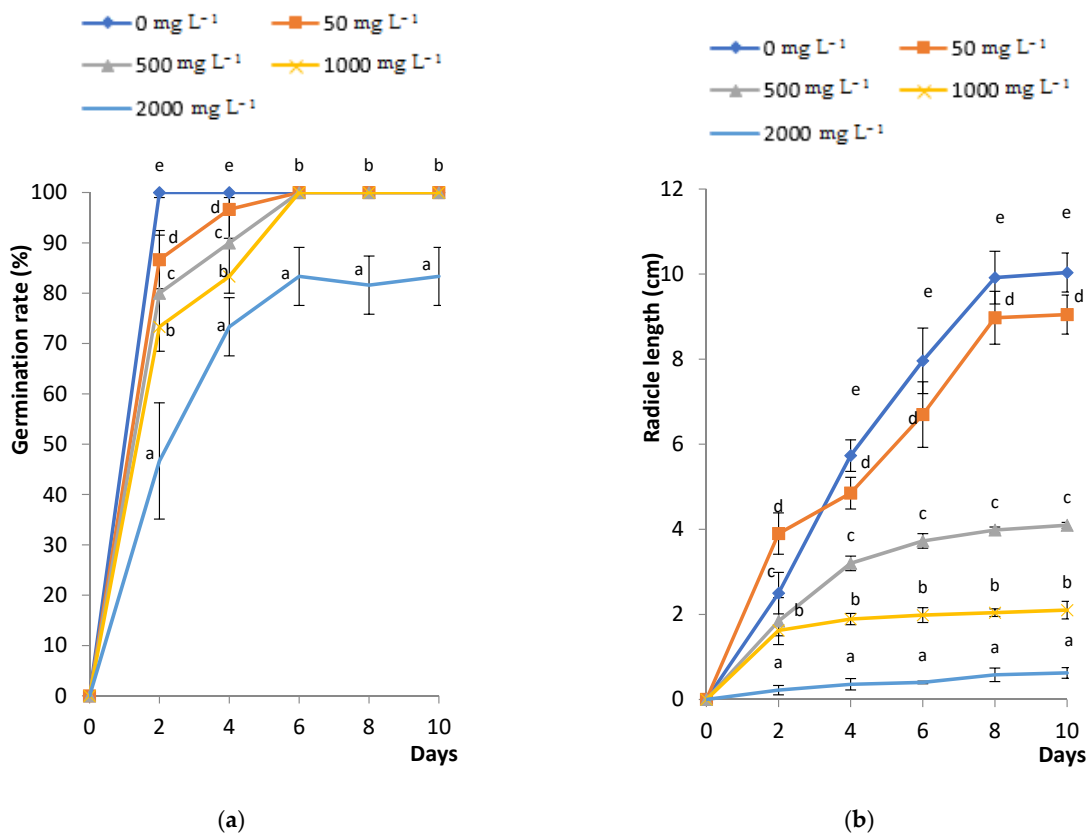 0 mg L⁻¹ 50 mg L⁻¹
500 mg L⁻¹ 1000 mg L⁻¹
2000 mg L⁻¹
e e b b b
100
90
80
70
60
50
40
30
20
10
0
d
c
b
a
d
c
b
a
a
a
a
0 2 4 6 8 10
Germination rate (%)
Days
(a)
0 mg L⁻¹ 50 mg L⁻¹
500 mg L⁻¹ 1000 mg L⁻¹
2000 mg L⁻¹
12
10
8
6
4
2
0
d
c
b
a
e
d
c
b
a
e
d
c
b
a
e
d
c
b
a
e
d
c
b
a
0 2 4 6 8 10
Radicle length (cm)
Days
(b)